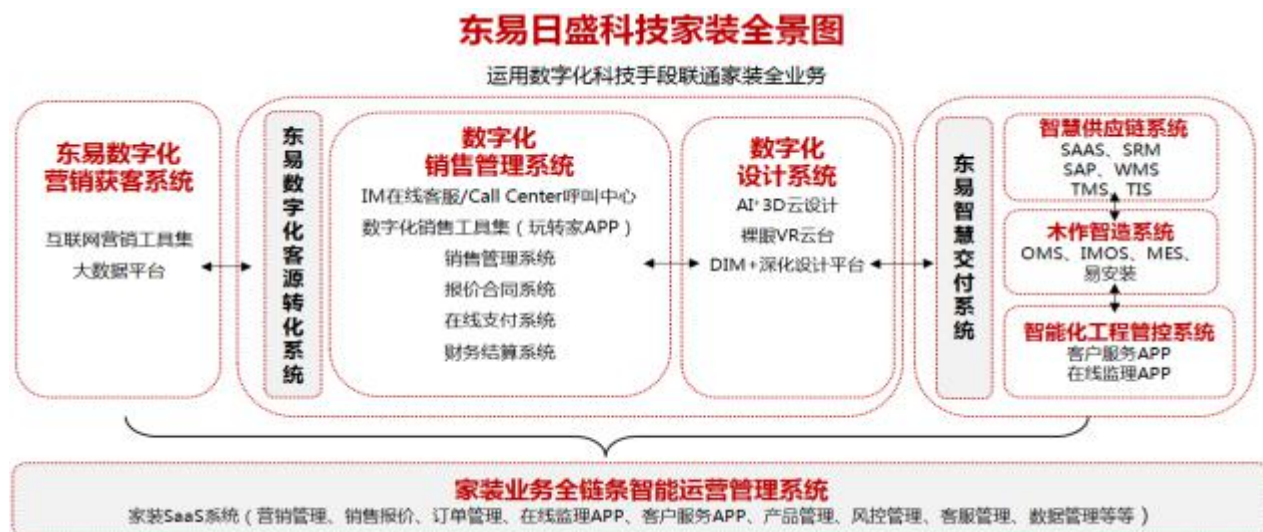 东易日盛科技家装全景图
运用数字化科技手段联通家装全业务
东易数字化
营销获客系统
互联网营销工具集
大数据平台
东易数字化客源转化系统
数字化
销售管理系统
IM在线客服/Call Center呼叫中心
数字化销售工具集（玩转家APP）
销售管理系统
报价合同系统
在线支付系统
财务结算系统
数字化
设计系统
AI+3D云设计
裸眼VR云台
DIM+深化设计平台
东易智慧交付系统
智慧供应链系统
SAAS、SRM
SAP、WMS
TMS、TIS
木作智造系统
OMS、IMOS、MES、
易安装
智能化工程管控系统
客户服务APP
在线监理APP
家装业务全链条智能运营管理系统
家装SaaS系统（营销管理、销售报价、订单管理、在线监理APP、客户服务APP、产品管理、风控管理、客服管理、数据管理等等）